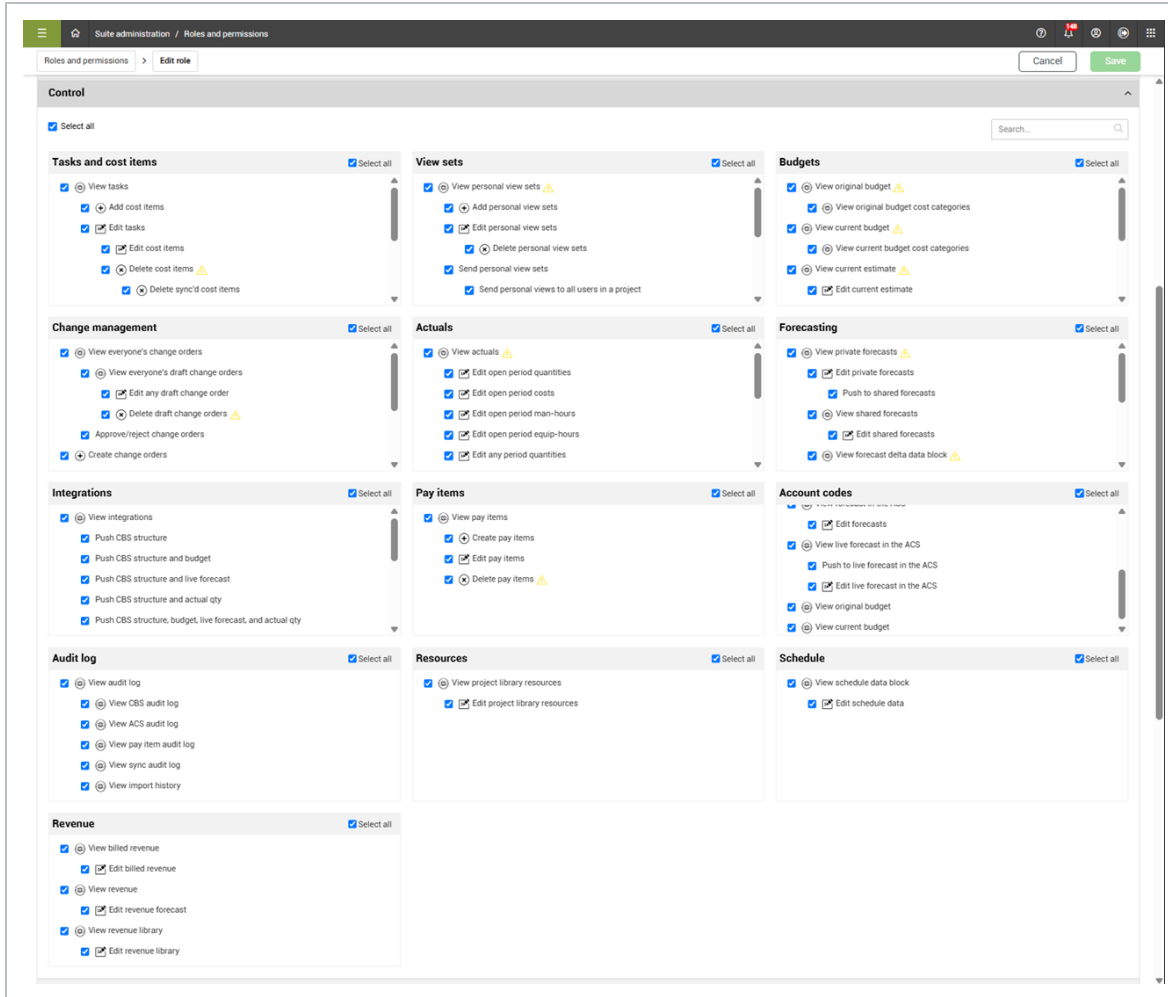 Suite administration / Roles and permissions
148
Roles and permissions > Edit role
Cancel
Save
Control
Select all
Search...
Tasks and cost items
Select all
View tasks
Add cost items
Edit tasks
Edit cost items
Delete cost items
Delete sync'd cost items
View sets
Select all
View personal view sets
Add personal view sets
Edit personal view sets
Delete personal view sets
Send personal view sets
Send personal views to all users in a project
Budgets
Select all
View original budget
View original budget cost categories
View current budget
View current budget cost categories
View current estimate
Edit current estimate
Change management
Select all
View everyone's change orders
View everyone's draft change orders
Edit any draft change order
Delete draft change orders
Approve/reject change orders
Create change orders
Actuals
Select all
View actuals
Edit open period quantities
Edit open period costs
Edit open period man-hours
Edit open period equip-hours
Edit any period quantities
Forecasting
Select all
View private forecasts
Edit private forecasts
Push to shared forecasts
View shared forecasts
Edit shared forecasts
View forecast delta data block
Integrations
Select all
View integrations
Push CBS structure
Push CBS structure and budget
Push CBS structure and live forecast
Push CBS structure and actual qty
Push CBS structure, budget, live forecast, and actual qty
Pay items
Select all
View pay items
Create pay items
Edit pay items
Delete pay items
Account codes
Select all
View forecast in the ACS
Edit forecasts
View live forecast in the ACS
Push to live forecast in the ACS
Edit live forecast in the ACS
View original budget
View current budget
Audit log
Select all
View audit log
View CBS audit log
View ACS audit log
View pay item audit log
View sync audit log
View import history
Resources
Select all
View project library resources
Edit project library resources
Schedule
Select all
View schedule data block
Edit schedule data
Revenue
Select all
View billed revenue
Edit billed revenue
View revenue
Edit revenue forecast
View revenue library
Edit revenue library